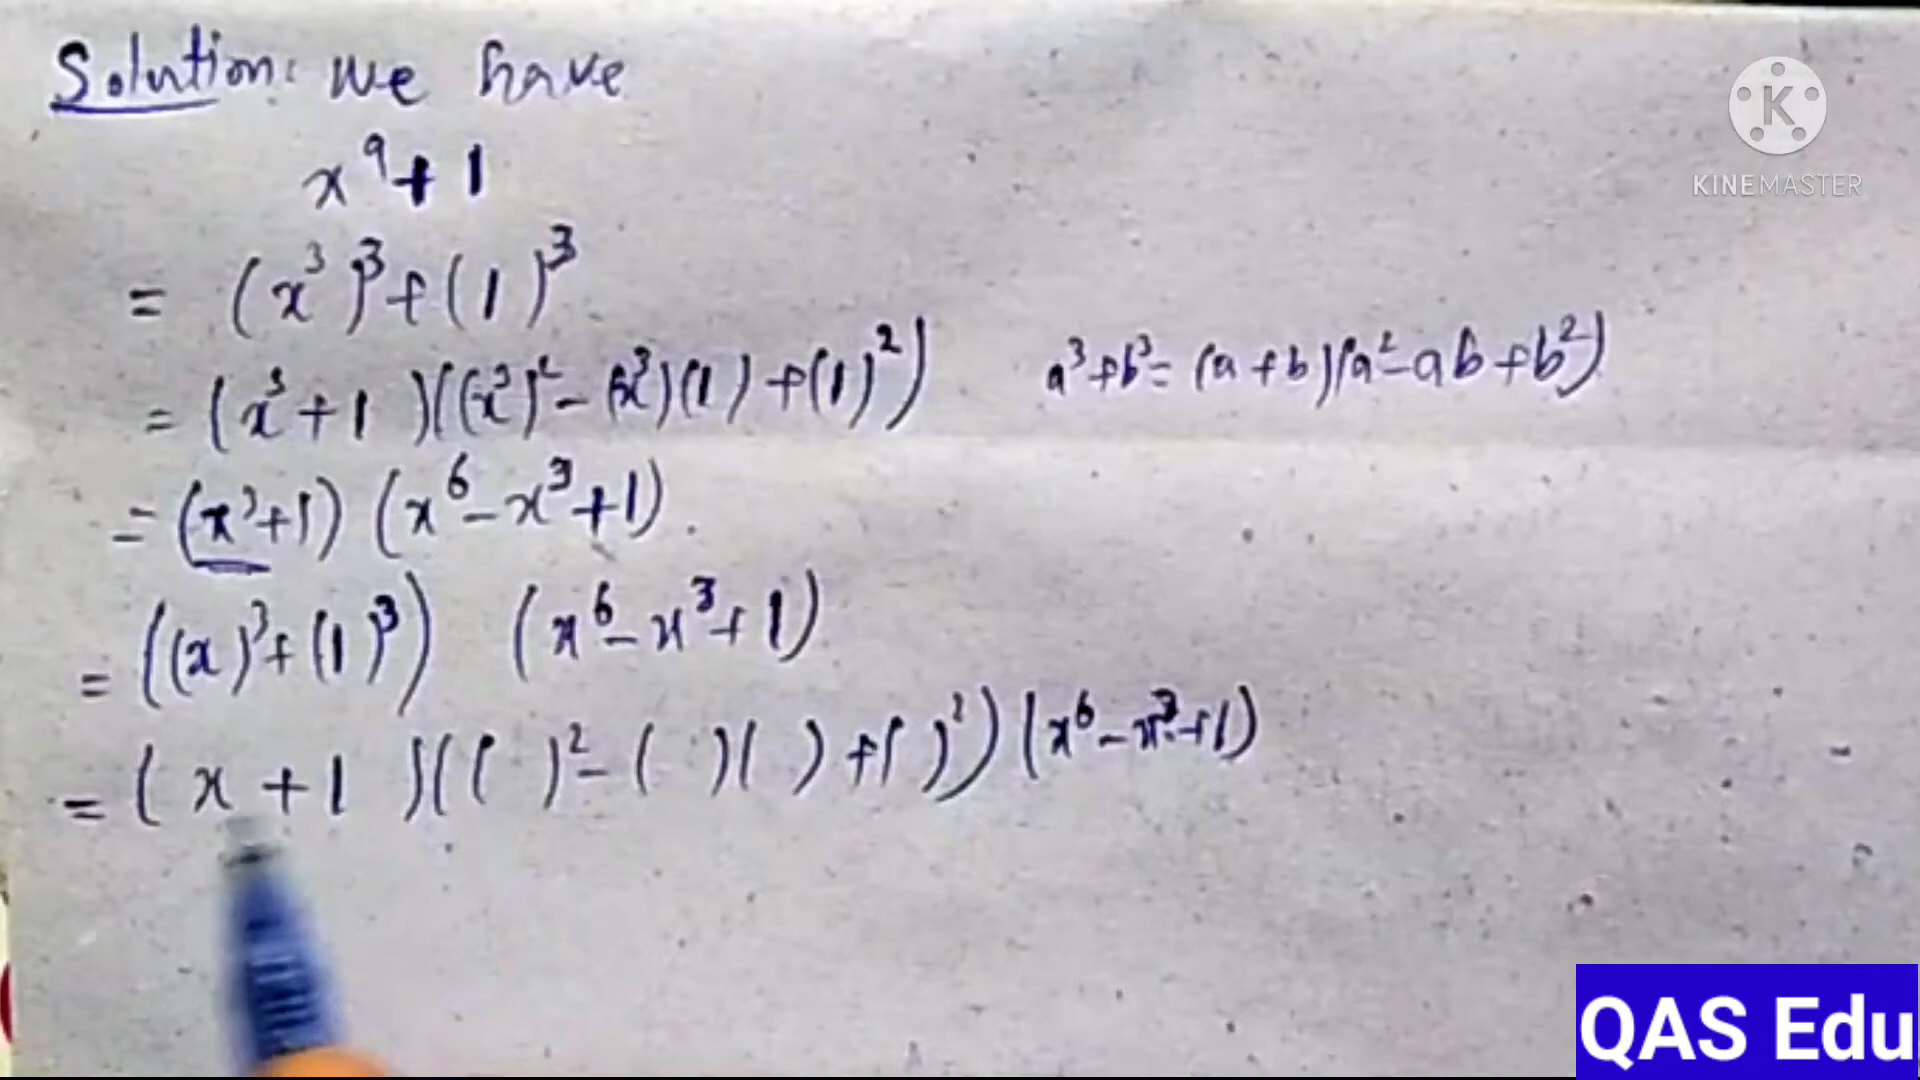 Solution: we have
x⁹ + 1
= (x³)³ + (1)³
= (x³ + 1)((x³)² - (x³)(1) + (1)²)
a³ + b³ = (a + b)(a² - ab + b²)
= (x³ + 1) (x⁶ - x³ + 1).
= ((x)³ + (1)³) (x⁶ - x³ + 1)
= ( x + 1 )(( )² - ( )( ) + ( )²)(x⁶ - x³ + 1)
KINEMASTER
QAS Edu